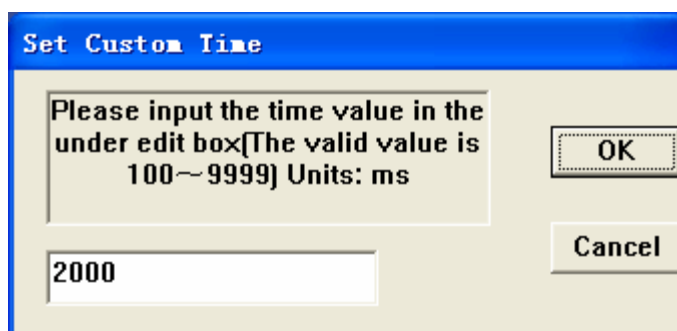 Set Custom Time
Please input the time value in the
under edit box(The valid value is
100～9999) Units: ms
OK
2000
Cancel